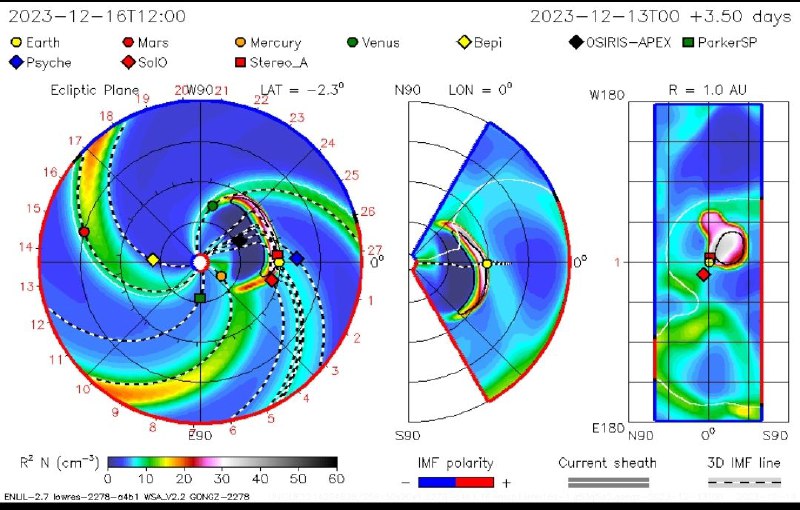 2023-12-16T12:00 2023-12-13T00 +3.50 days
Earth Mars Mercury Venus Bepi OSIRIS-APEX ParkerSP
Psyche SolO Stereo_A
Ecliptic Plane W90 LAT = -2.3° N90 LON = 0° W180 R = 1.0 AU
20 21
19 22
18 23
17 24
16 25
15 26
14 27 0° 0° 1
13 1
12 2
11 3
10 4
9 5
8 6
E90 S90 E180 N90 0° S90
R² N (cm⁻³) 0 10 20 30 40 50 60
IMF polarity Current sheath 3D IMF line
- +
ENLIL-2.7 lowres-2278-a4b1 WSA_V2.2 GONGZ-2278